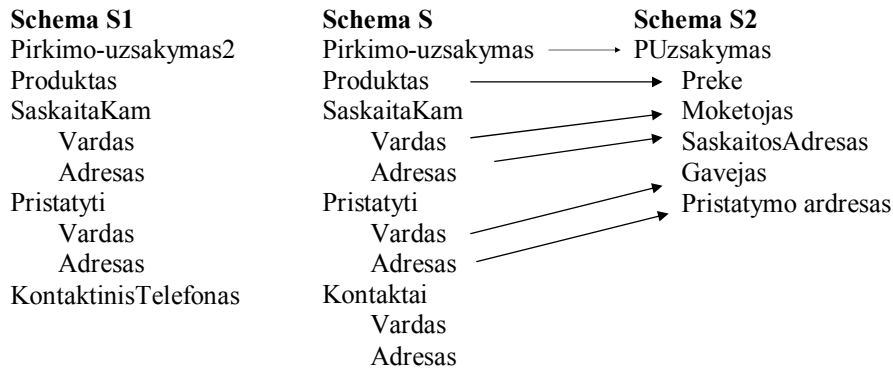 Schema S1 Schema S Schema S2
Pirkimo-uzsakymas2 Pirkimo-uzsakymas PUzsakymas
Produktas Produktas Preke
SaskaitaKam SaskaitaKam Moketojas
Vardas Vardas SaskaitosAdresas
Adresas Adresas Gavejas
Pristatyti Pristatyti Pristatymo ardresas
Vardas Vardas
Adresas Adresas
KontaktinisTelefonas Kontaktai
Vardas
Adresas